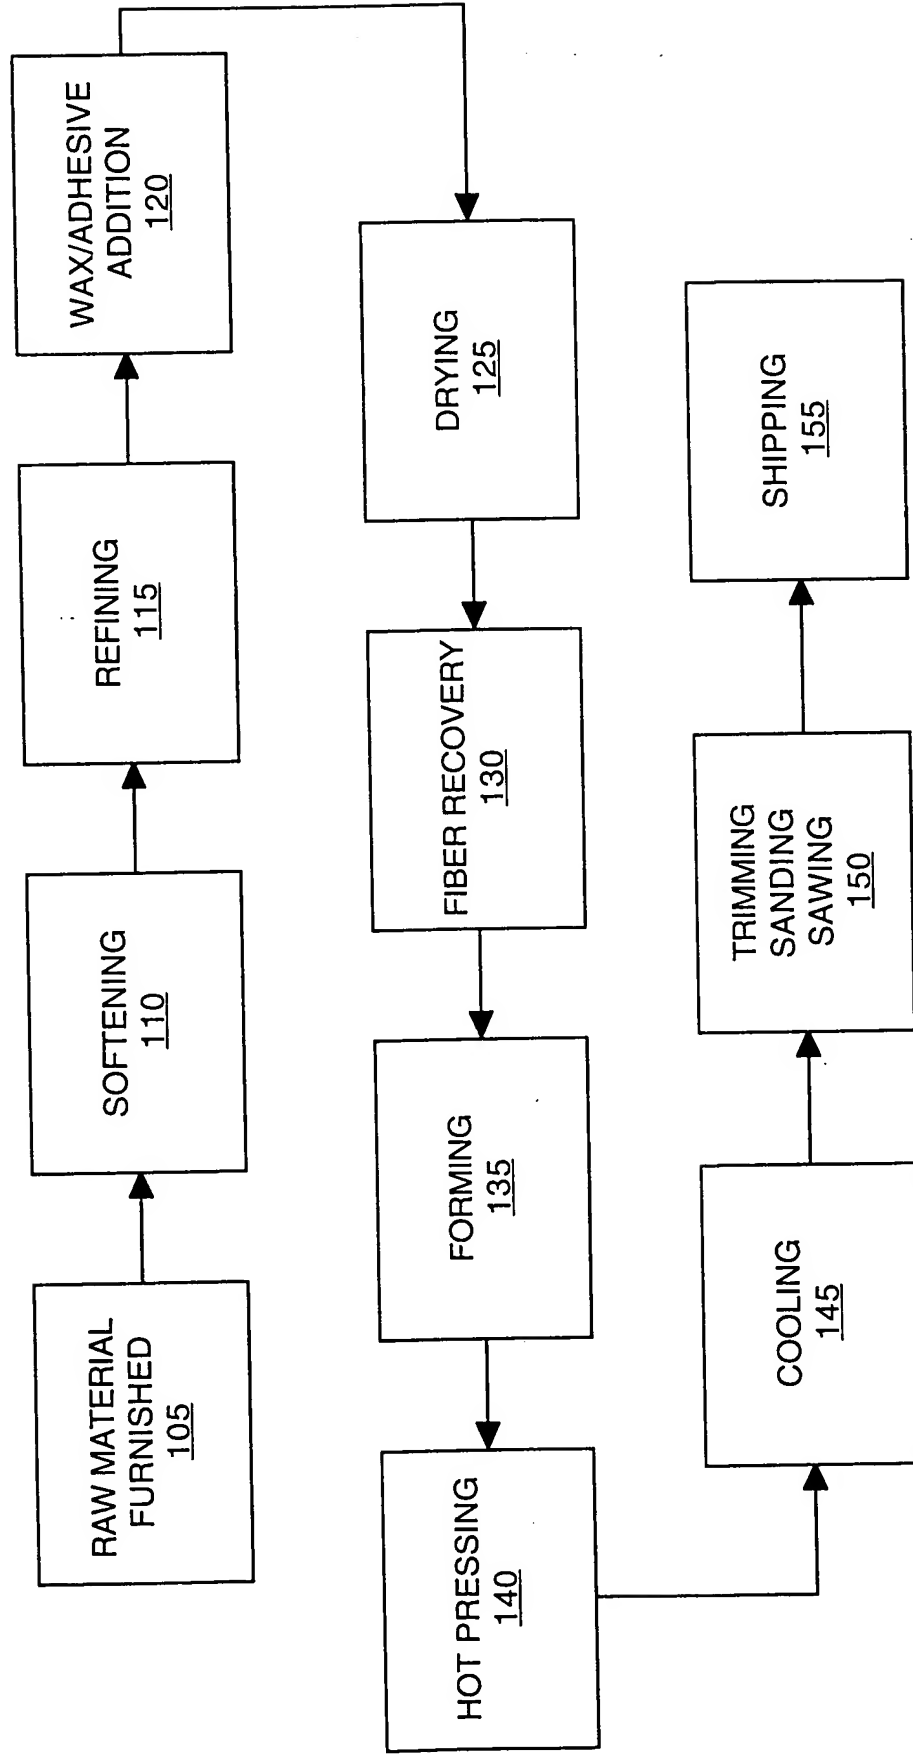 RAW MATERIAL
FURNISHED
105
SOFTENING
110
REFINING
115
WAX/ADHESIVE
ADDITION
120
DRYING
125
FIBER RECOVERY
130
FORMING
135
HOT PRESSING
140
COOLING
145
TRIMMING
SANDING
SAWING
150
SHIPPING
155